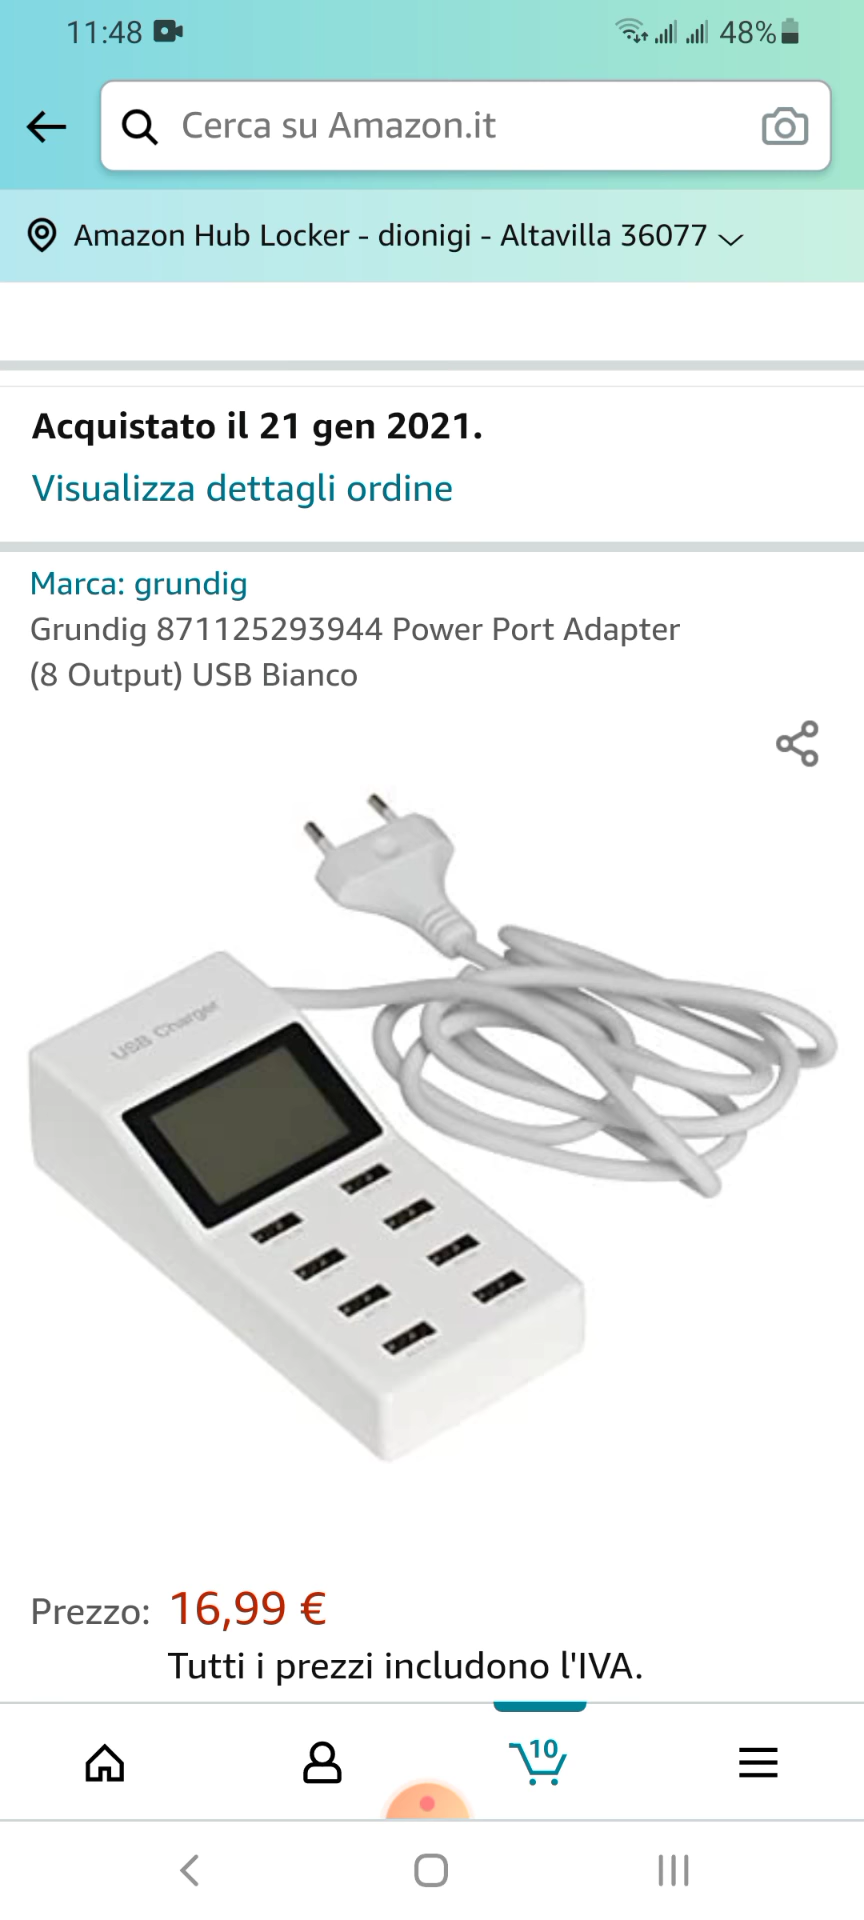 11:48
48%
Cerca su Amazon.it
Amazon Hub Locker - dionigi - Altavilla 36077
Acquistato il 21 gen 2021.
Visualizza dettagli ordine
Marca: grundig
Grundig 871125293944 Power Port Adapter
(8 Output) USB Bianco
USB Charger
Prezzo: 16,99 €
Tutti i prezzi includono l'IVA.
10